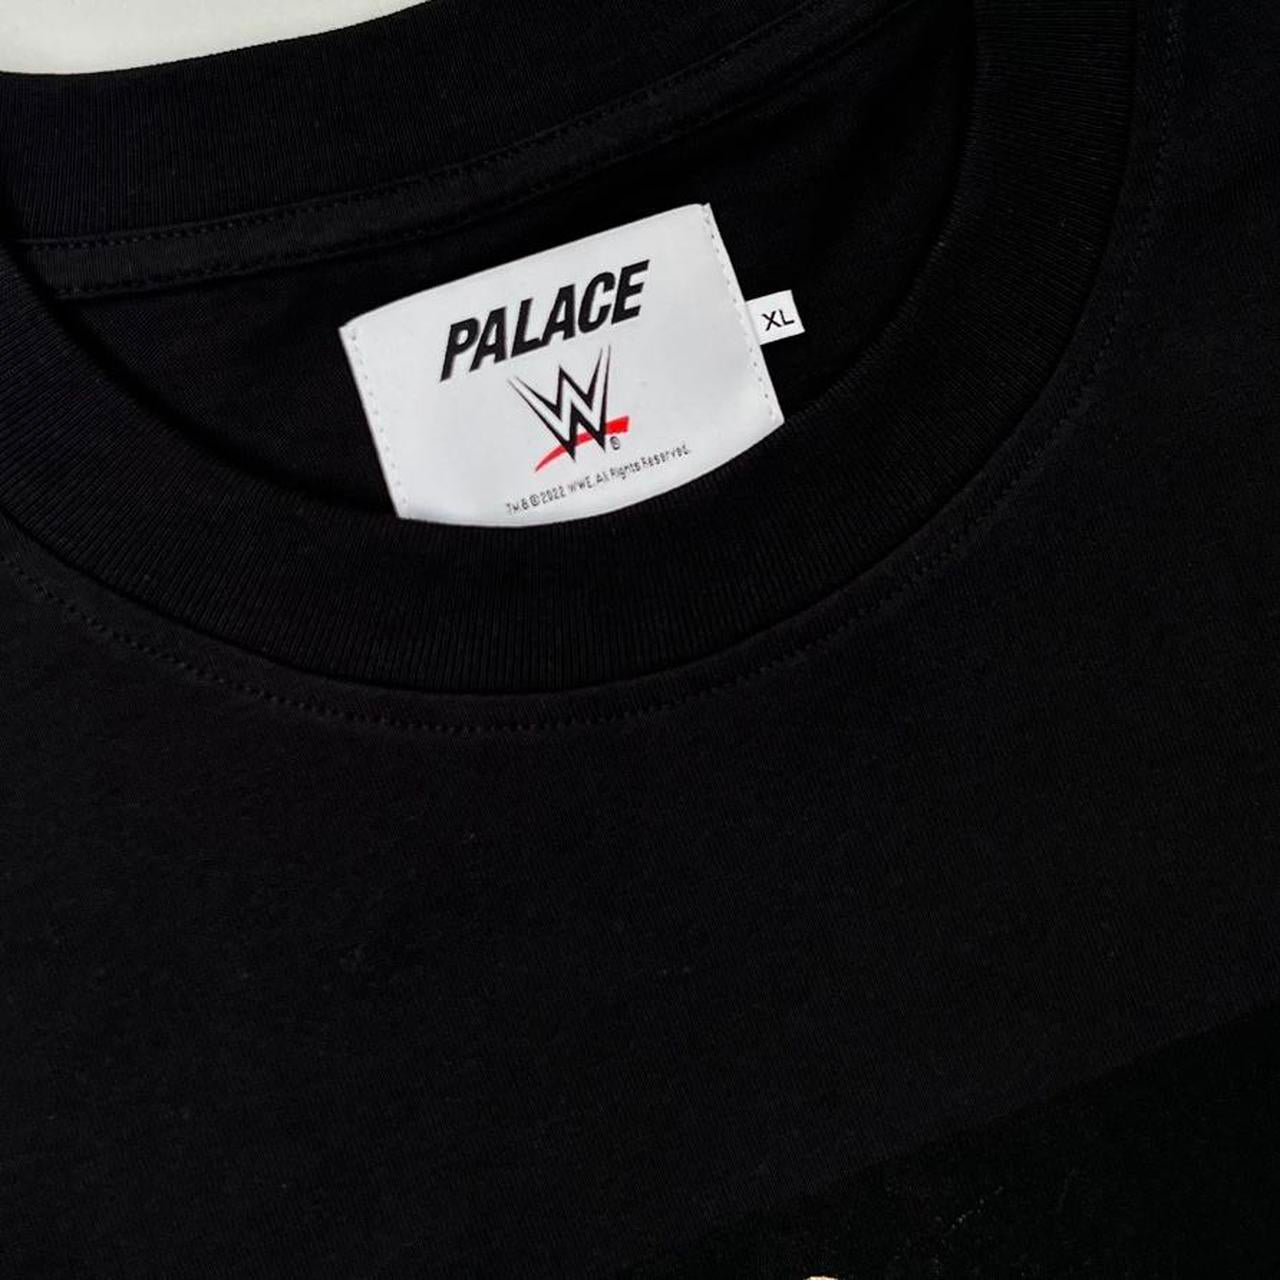 PALACE
W
®
TM & © 2022 WWE. All Rights Reserved.
XL